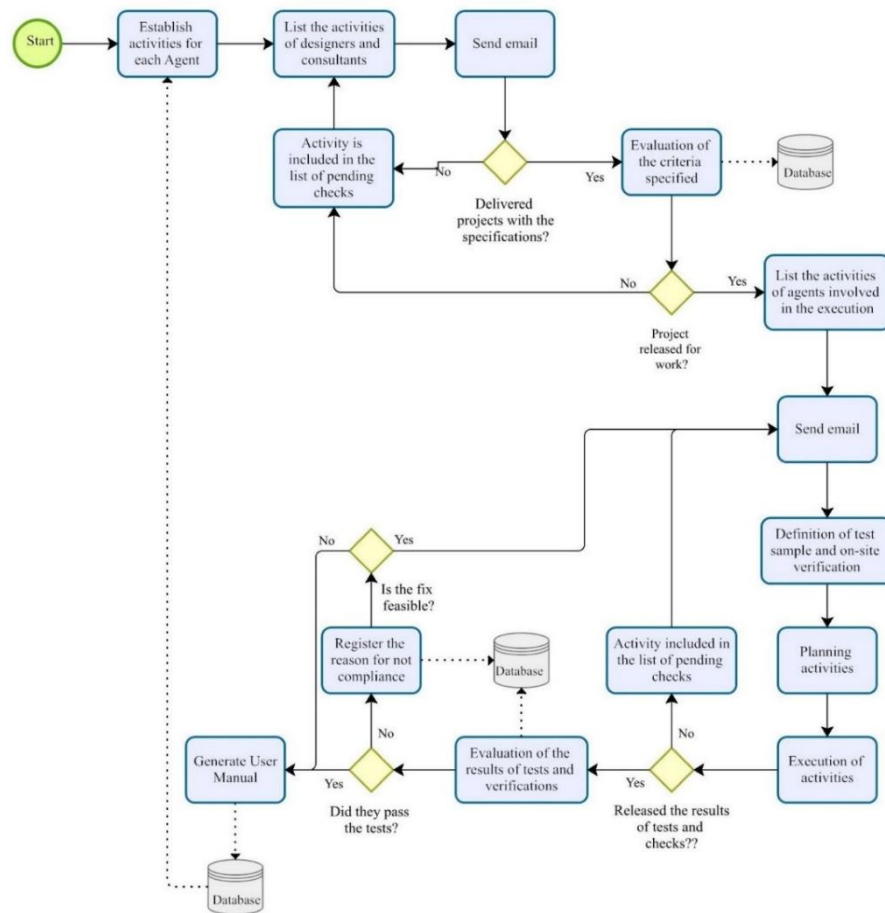 Start
Establish
activities for
each Agent
List the activities
of designers and
consultants
Send email
Activity is
included in the
list of pending
checks
No
Yes
Delivered
projects with the
specifications?
Evaluation of
the criteria
specified
Database
No
Yes
Project
released for
work?
List the activities
of agents involved
in the execution
Send email
Definition of test
sample and on-site
verification
Planning
activities
Execution of
activities
No
Yes
Is the fix
feasible?
Register the
reason for not
compliance
Database
Activity included in
the list of pending
checks
No
No
Generate User
Manual
Yes
Did they pass
the tests?
Evaluation of the
results of tests and
verifications
Yes
Released the results
of tests and
checks??
Database